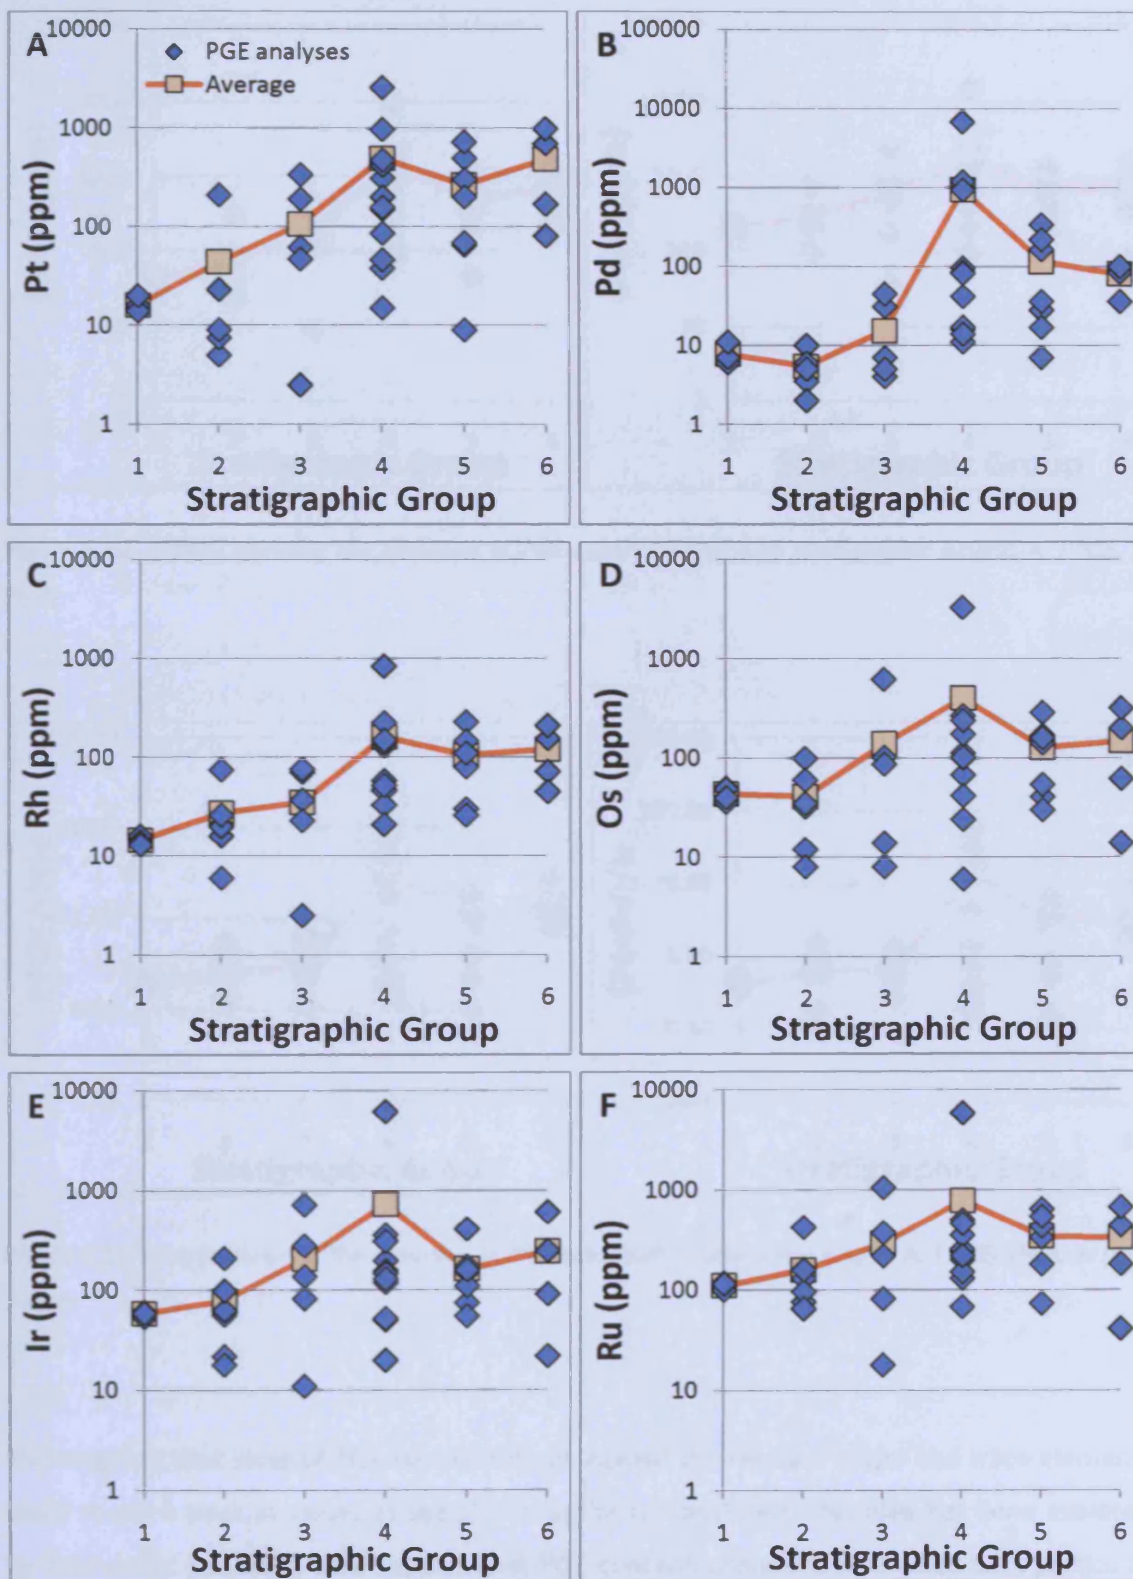 A
PGE analyses
Average
Pt (ppm)
10000
1000
100
10
1
1 2 3 4 5 6
Stratigraphic Group
B
Pd (ppm)
100000
10000
1000
100
10
1
1 2 3 4 5 6
Stratigraphic Group
C
Rh (ppm)
10000
1000
100
10
1
1 2 3 4 5 6
Stratigraphic Group
D
Os (ppm)
10000
1000
100
10
1
1 2 3 4 5 6
Stratigraphic Group
E
Ir (ppm)
10000
1000
100
10
1
1 2 3 4 5 6
Stratigraphic Group
F
Ru (ppm)
10000
1000
100
10
1
1 2 3 4 5 6
Stratigraphic Group